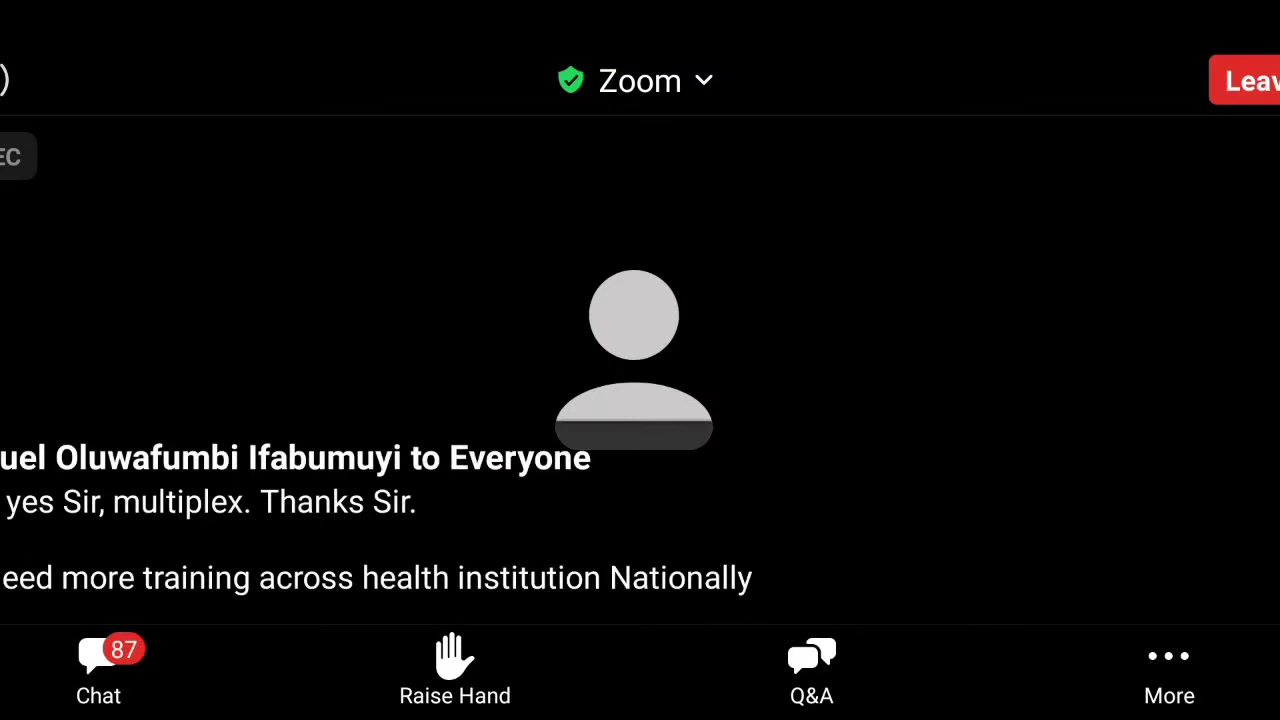 Zoom
Leav
EC
uel Oluwafumbi Ifabumuyi to Everyone
yes Sir, multiplex. Thanks Sir.
eed more training across health institution Nationally
87
Chat
Raise Hand
Q&A
More